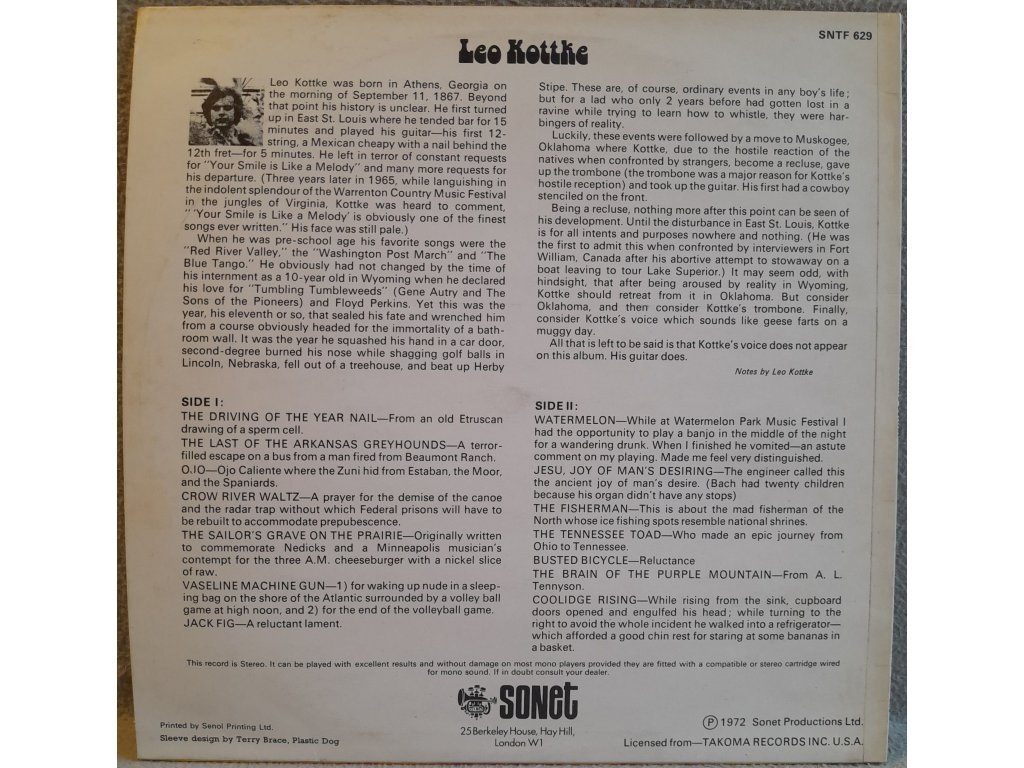 SNTF 629
Leo Kottke
Leo Kottke was born in Athens, Georgia on
the morning of September 11, 1867. Beyond
that point his history is unclear. He first turned
up in East St. Louis where he tended bar for 15
minutes and played his guitar—his first 12-
string, a Mexican cheapy with a nail behind the
12th fret—for 5 minutes. He left in terror of constant requests
for "Your Smile is Like a Melody" and many more requests for
his departure. (Three years later in 1965, while languishing in
the indolent splendour of the Warrenton Country Music Festival
in the jungles of Virginia, Kottke was heard to comment,
"'Your Smile is Like a Melody' is obviously one of the finest
songs ever written." His face was still pale.)
When he was pre-school age his favorite songs were the
"Red River Valley," the "Washington Post March" and "The
Blue Tango." He obviously had not changed by the time of
his internment as a 10-year old in Wyoming when he declared
his love for "Tumbling Tumbleweeds" (Gene Autry and The
Sons of the Pioneers) and Floyd Perkins. Yet this was the
year, his eleventh or so, that sealed his fate and wrenched him
from a course obviously headed for the immortality of a bath-
room wall. It was the year he squashed his hand in a car door,
second-degree burned his nose while shagging golf balls in
Lincoln, Nebraska, fell out of a treehouse, and beat up Herby
Stipe. These are, of course, ordinary events in any boy's life;
but for a lad who only 2 years before had gotten lost in a
ravine while trying to learn how to whistle, they were har-
bingers of reality.
Luckily, these events were followed by a move to Muskogee,
Oklahoma where Kottke, due to the hostile reaction of the
natives when confronted by strangers, become a recluse, gave
up the trombone (the trombone was a major reason for Kottke's
hostile reception) and took up the guitar. His first had a cowboy
stenciled on the front.
Being a recluse, nothing more after this point can be seen of
his development. Until the disturbance in East St. Louis, Kottke
is for all intents and purposes nowhere and nothing. (He was
the first to admit this when confronted by interviewers in Fort
William, Canada after his abortive attempt to stowaway on a
boat leaving to tour Lake Superior.) It may seem odd, with
hindsight, that after being aroused by reality in Wyoming,
Kottke should retreat from it in Oklahoma. But consider
Oklahoma, and then consider Kottke's trombone. Finally,
consider Kottke's voice which sounds like geese farts on a
muggy day.
All that is left to be said is that Kottke's voice does not appear
on this album. His guitar does.
Notes by Leo Kottke
SIDE I:
THE DRIVING OF THE YEAR NAIL—From an old Etruscan
drawing of a sperm cell.
THE LAST OF THE ARKANSAS GREYHOUNDS—A terror-
filled escape on a bus from a man fired from Beaumont Ranch.
OJO—Ojo Caliente where the Zuni hid from Estaban, the Moor,
and the Spaniards.
CROW RIVER WALTZ—A prayer for the demise of the canoe
and the radar trap without which Federal prisons will have to
be rebuilt to accommodate prepubescence.
THE SAILOR'S GRAVE ON THE PRAIRIE—Originally written
to commemorate Nedicks and a Minneapolis musician's
contempt for the three A.M. cheeseburger with a nickel slice
of raw.
VASELINE MACHINE GUN—1) for waking up nude in a sleep-
ing bag on the shore of the Atlantic surrounded by a volley ball
game at high noon, and 2) for the end of the volleyball game.
JACK FIG—A reluctant lament.
SIDE II:
WATERMELON—While at Watermelon Park Music Festival I
had the opportunity to play a banjo in the middle of the night
for a wandering drunk. When I finished he vomited—an astute
comment on my playing. Made me feel very distinguished.
JESU, JOY OF MAN'S DESIRING—The engineer called this
the ancient joy of man's desire. (Bach had twenty children
because his organ didn't have any stops)
THE FISHERMAN—This is about the mad fisherman of the
North whose ice fishing spots resemble national shrines.
THE TENNESSEE TOAD—Who made an epic journey from
Ohio to Tennessee.
BUSTED BICYCLE—Reluctance
THE BRAIN OF THE PURPLE MOUNTAIN—From A. L.
Tennyson.
COOLIDGE RISING—While rising from the sink, cupboard
doors opened and engulfed his head; while turning to the
right to avoid the whole incident he walked into a refrigerator—
which afforded a good chin rest for staring at some bananas in
a basket.
This record is Stereo. It can be played with excellent results and without damage on most mono players provided they are fitted with a compatible or stereo cartridge wired
for mono sound. If in doubt consult your dealer.
SONET
25 Berkeley House, Hay Hill,
London W1
Printed by Senol Printing Ltd.
Sleeve design by Terry Brace, Plastic Dog
Ⓟ 1972 Sonet Productions Ltd.
Licensed from—TAKOMA RECORDS INC. U.S.A.